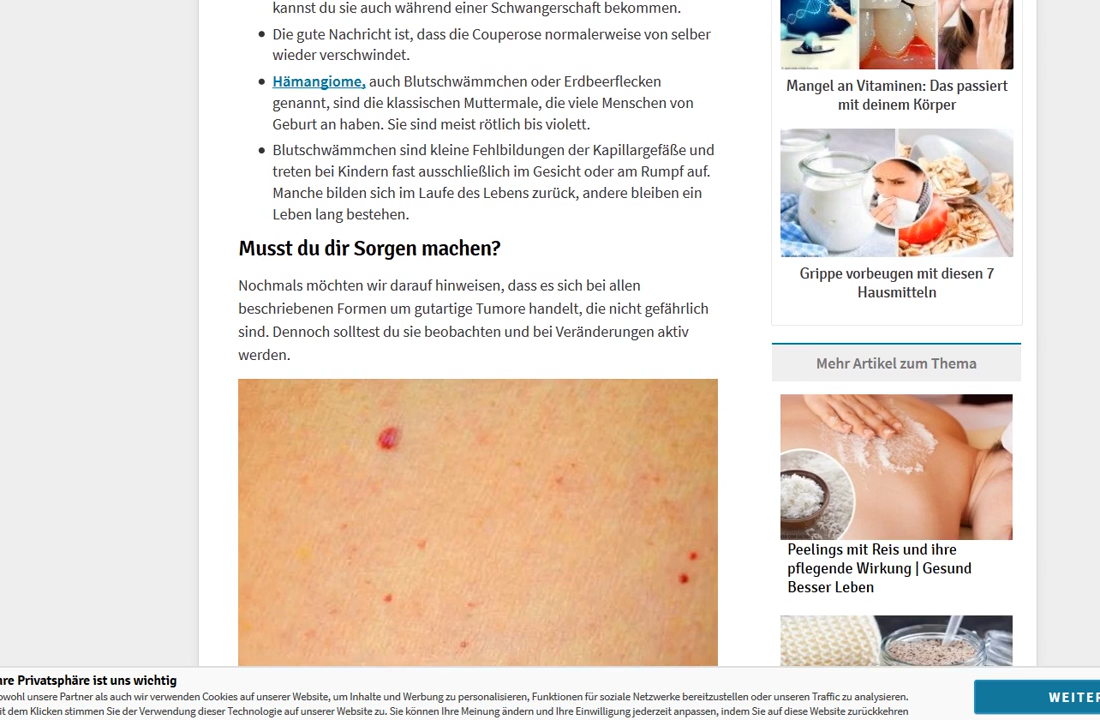 kannst du sie auch während einer Schwangerschaft bekommen.
Die gute Nachricht ist, dass die Couperose normalerweise von selber
wieder verschwindet.
Hämangiome, auch Blutschwämmchen oder Erdbeerflecken
genannt, sind die klassischen Muttermale, die viele Menschen von
Geburt an haben. Sie sind meist rötlich bis violett.
Blutschwämmchen sind kleine Fehlbildungen der Kapillargefäße und
treten bei Kindern fast ausschließlich im Gesicht oder am Rumpf auf.
Manche bilden sich im Laufe des Lebens zurück, andere bleiben ein
Leben lang bestehen.
Musst du dir Sorgen machen?
Nochmals möchten wir darauf hinweisen, dass es sich bei allen
beschriebenen Formen um gutartige Tumore handelt, die nicht gefährlich
sind. Dennoch solltest du sie beobachten und bei Veränderungen aktiv
werden.
Mangel an Vitaminen: Das passiert
mit deinem Körper
Grippe vorbeugen mit diesen 7
Hausmitteln
Mehr Artikel zum Thema
Peelings mit Reis und ihre
pflegende Wirkung | Gesund
Besser Leben
re Privatsphäre ist uns wichtig
owohl unsere Partner als auch wir verwenden Cookies auf unserer Website, um Inhalte und Werbung zu personalisieren, Funktionen für soziale Netzwerke bereitzustellen oder unseren Traffic zu analysieren.
it dem Klicken stimmen Sie der Verwendung dieser Technologie auf unserer Website zu. Sie können Ihre Meinung ändern und Ihre Einwilligung jederzeit anpassen, indem Sie auf diese Website zurückkehren
WEITER